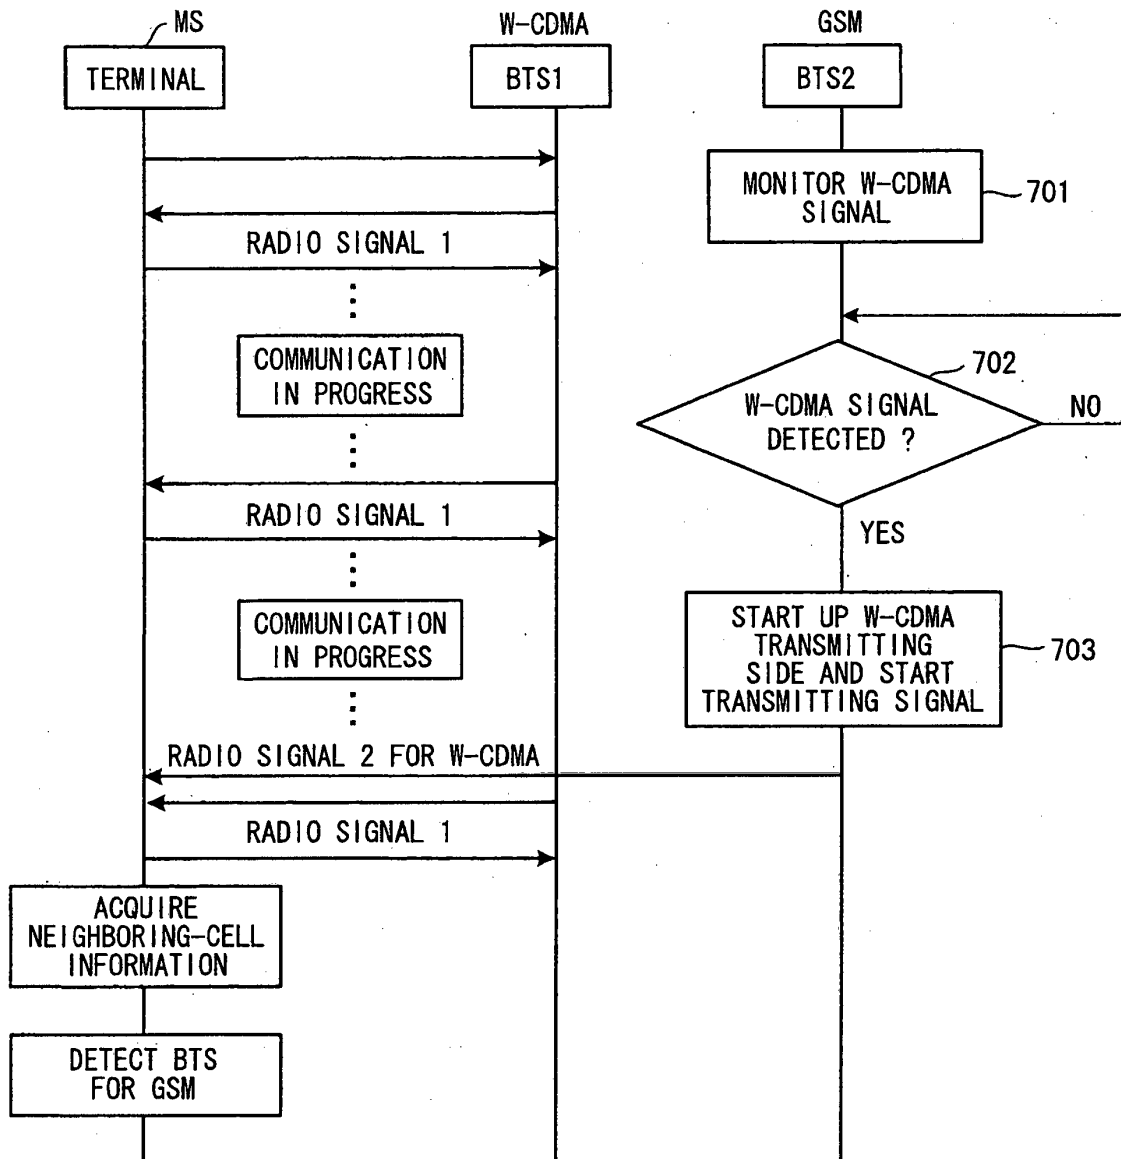 MS
W-CDMA
GSM
TERMINAL
BTS1
BTS2
MONITOR W-CDMA
SIGNAL
701
RADIO SIGNAL 1
COMMUNICATION
IN PROGRESS
702
W-CDMA SIGNAL
DETECTED ?
NO
RADIO SIGNAL 1
YES
COMMUNICATION
IN PROGRESS
START UP W-CDMA
TRANSMITTING
SIDE AND START
TRANSMITTING SIGNAL
703
RADIO SIGNAL 2 FOR W-CDMA
RADIO SIGNAL 1
ACQUIRE
NEIGHBORING-CELL
INFORMATION
DETECT BTS
FOR GSM